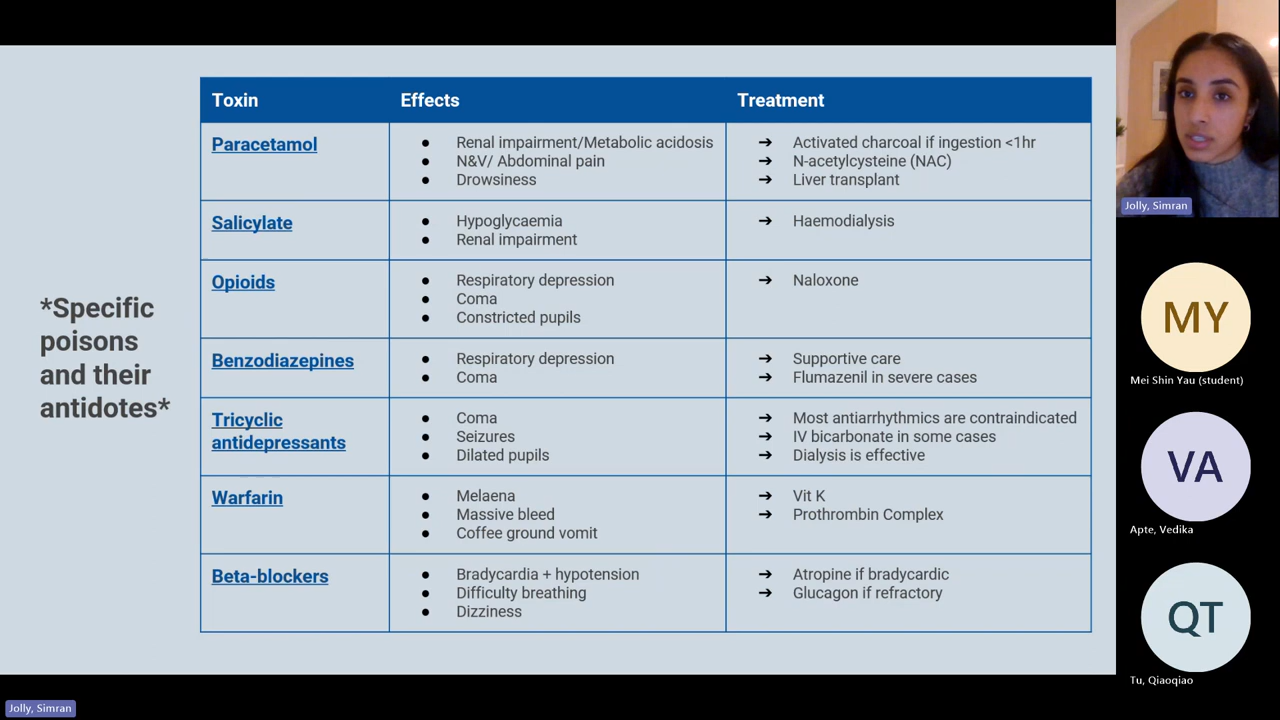 Toxin Effects Treatment
Paracetamol
Renal impairment/Metabolic acidosis
N&V/ Abdominal pain
Drowsiness
Activated charcoal if ingestion <1hr
N-acetylcysteine (NAC)
Liver transplant
Salicylate
Hypoglycaemia
Renal impairment
Haemodialysis
Opioids
Respiratory depression
Coma
Constricted pupils
Naloxone
*Specific
poisons
and their
antidotes*
Benzodiazepines
Respiratory depression
Coma
Supportive care
Flumazenil in severe cases
Tricyclic
antidepressants
Coma
Seizures
Dilated pupils
Most antiarrhythmics are contraindicated
IV bicarbonate in some cases
Dialysis is effective
Warfarin
Melaena
Massive bleed
Coffee ground vomit
Vit K
Prothrombin Complex
Beta-blockers
Bradycardia + hypotension
Difficulty breathing
Dizziness
Atropine if bradycardic
Glucagon if refractory
Jolly, Simran
MY
Mei Shin Yau (student)
VA
Apte, Vedika
QT
Tu, Qiaoqiao
Jolly, Simran